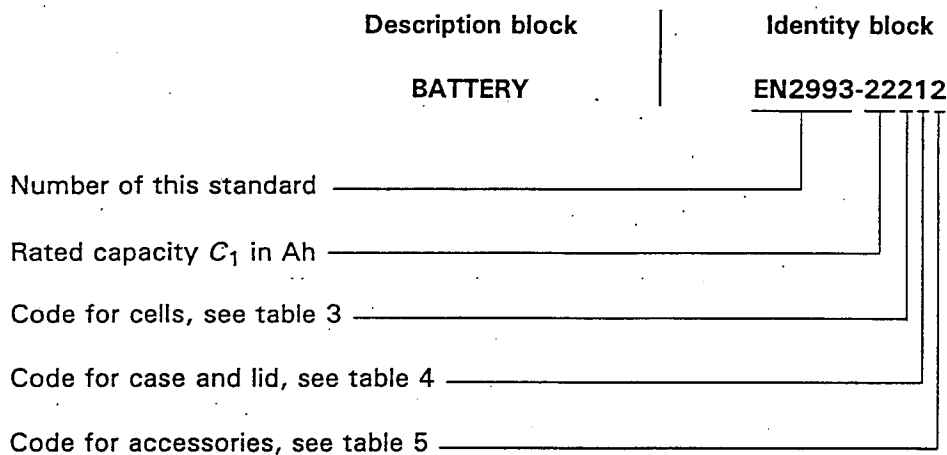 Description block Identity block
BATTERY EN2993-22212
Number of this standard
Rated capacity C1 in Ah
Code for cells, see table 3
Code for case and lid, see table 4
Code for accessories, see table 5